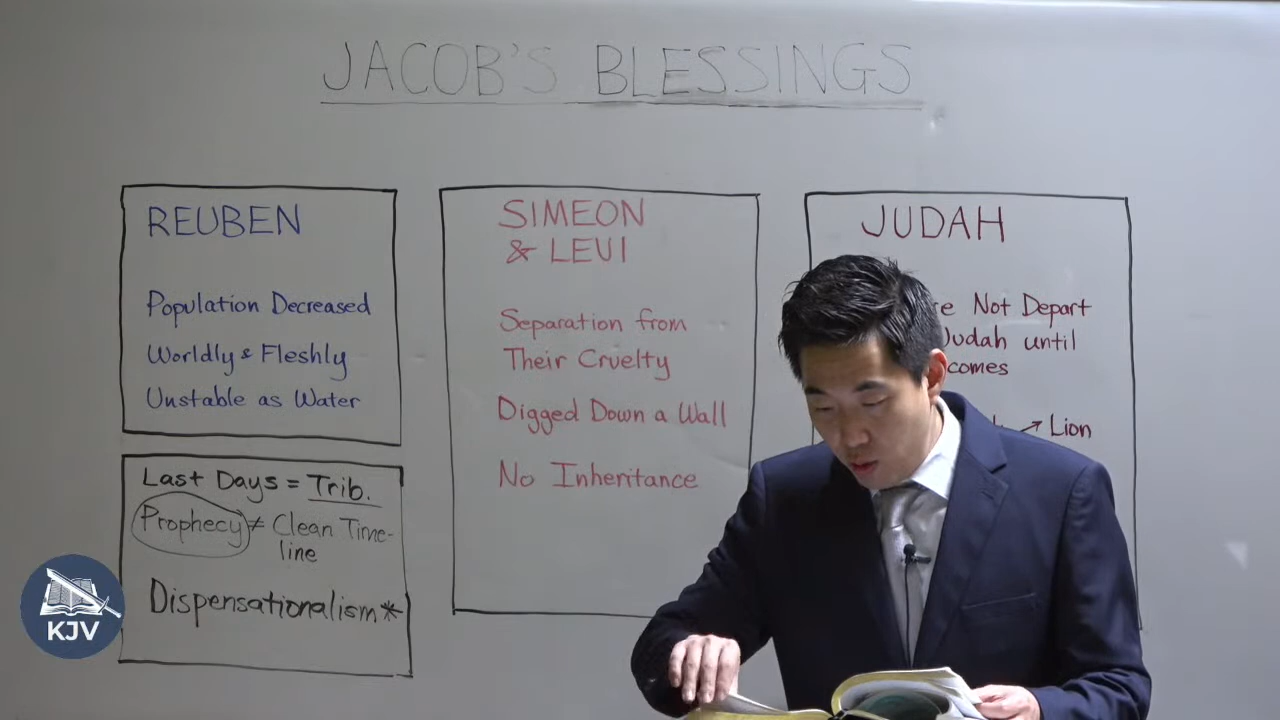 JACOB'S BLESSINGS
REUBEN
Population Decreased
Worldly & Fleshly
Unstable as Water
Last Days = Trib.
Prophecy ≠ Clean Time-
line
Dispensationalism*
SIMEON
& LEVI
Separation from
Their Cruelty
Digged Down a Wall
No Inheritance
JUDAH
Not Depart
Judah until
comes
→ Lion
KJV